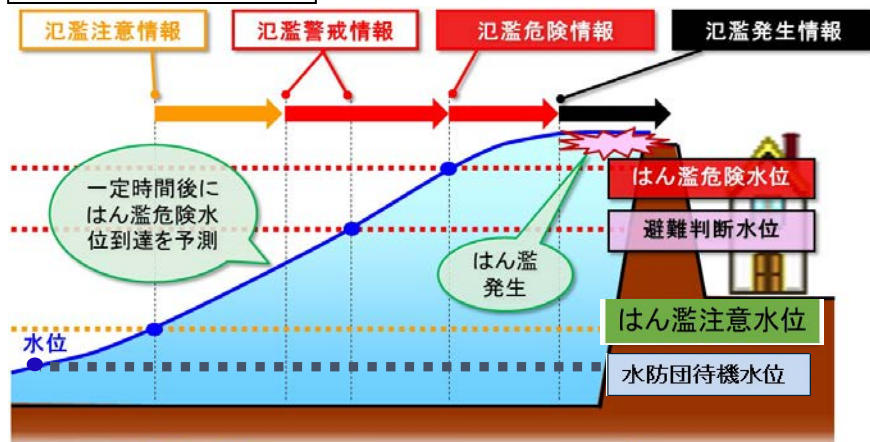 氾濫注意情報
氾濫警戒情報
氾濫危険情報
氾濫発生情報
一定時間後に
はん濫危険水
位到達を予測
はん濫
発生
はん濫危険水位
避難判断水位
はん濫注意水位
水防団待機水位
水位